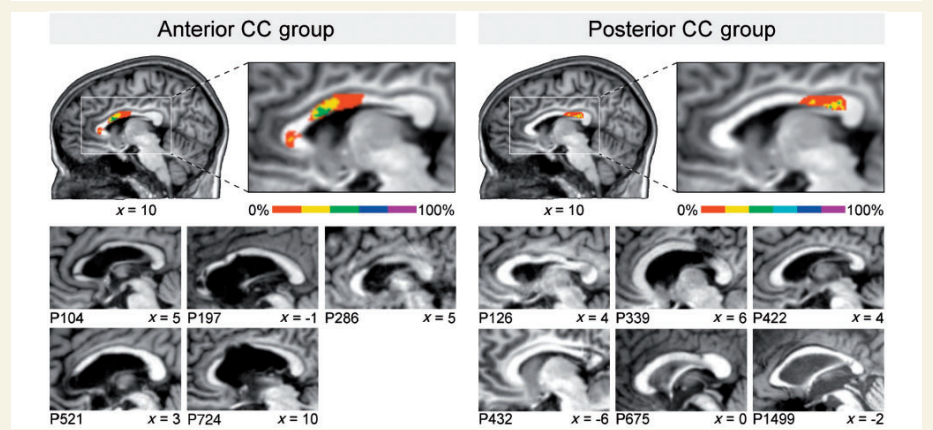 Anterior CC group
Posterior CC group
x = 10
0%
100%
x = 10
0%
100%
P104 x = 5
P197 x = -1
P286 x = 5
P126 x = 4
P339 x = 6
P422 x = 4
P521 x = 3
P724 x = 10
P432 x = -6
P675 x = 0
P1499 x = -2